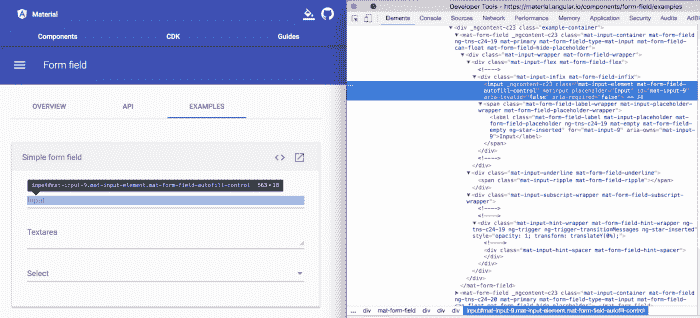 Material
Components CDK Guides
Form field
OVERVIEW API EXAMPLES
Simple form field
input#mat-input-9.mat-input-element.mat-form-field-autofill-control 563 × 18
Input
Textarea
Select
Developer Tools - https://material.angular.io/components/form-field/examples
Elements Console Sources Network Performance Memory Application Security Audits Adblock Plus
<div _ngcontent-c23 class="example-container">
<mat-form-field _ngcontent-c23 class="mat-input-container mat-form-field
ng-tns-c24-19 mat-primary mat-form-field-type-mat-input mat-form-field-
can-float mat-form-field-hide-placeholder">
<div class="mat-input-wrapper mat-form-field-wrapper">
<div class="mat-input-flex mat-form-field-flex">
<!---->
<div class="mat-input-infix mat-form-field-infix">
<input _ngcontent-c23 class="mat-input-element mat-form-field-
autofill-control" matinput placeholder="Input" id="mat-input-9"
aria-invalid="false" aria-required="false"> == $0
<span class="mat-form-field-label-wrapper mat-input-placeholder-
wrapper mat-form-field-placeholder-wrapper">
<label class="mat-form-field-label mat-input-placeholder
mat-form-field-placeholder ng-tns-c24-19 mat-empty mat-form-field-
empty ng-star-inserted" for="mat-input-9" aria-owns="mat-input-
9">Input</label>
</span>
</div>
<!---->
</div>
<div class="mat-input-underline mat-form-field-underline">
<span class="mat-input-ripple mat-form-field-ripple"></span>
</div>
<div class="mat-input-subscript-wrapper mat-form-field-subscript-
wrapper">
<!---->
<!---->
<div class="mat-input-hint-wrapper mat-form-field-hint-wrapper ng-
tns-c24-19 ng-trigger ng-trigger-transitionMessages ng-star-inserted"
style="opacity: 1; transform: translateY(0%);">
<!---->
<div class="mat-input-hint-spacer mat-form-field-hint-spacer">
</div>
</div>
</div>
</div>
</mat-form-field>
<mat-form-field _ngcontent-c23 class="mat-input-container mat-form-field
ng-tns-c24-20 mat-primary mat-form-field-type-mat-input mat-form-field-
div mat-form-field div div div input#mat-input-9.mat-input-element.mat-form-field-autofill-control